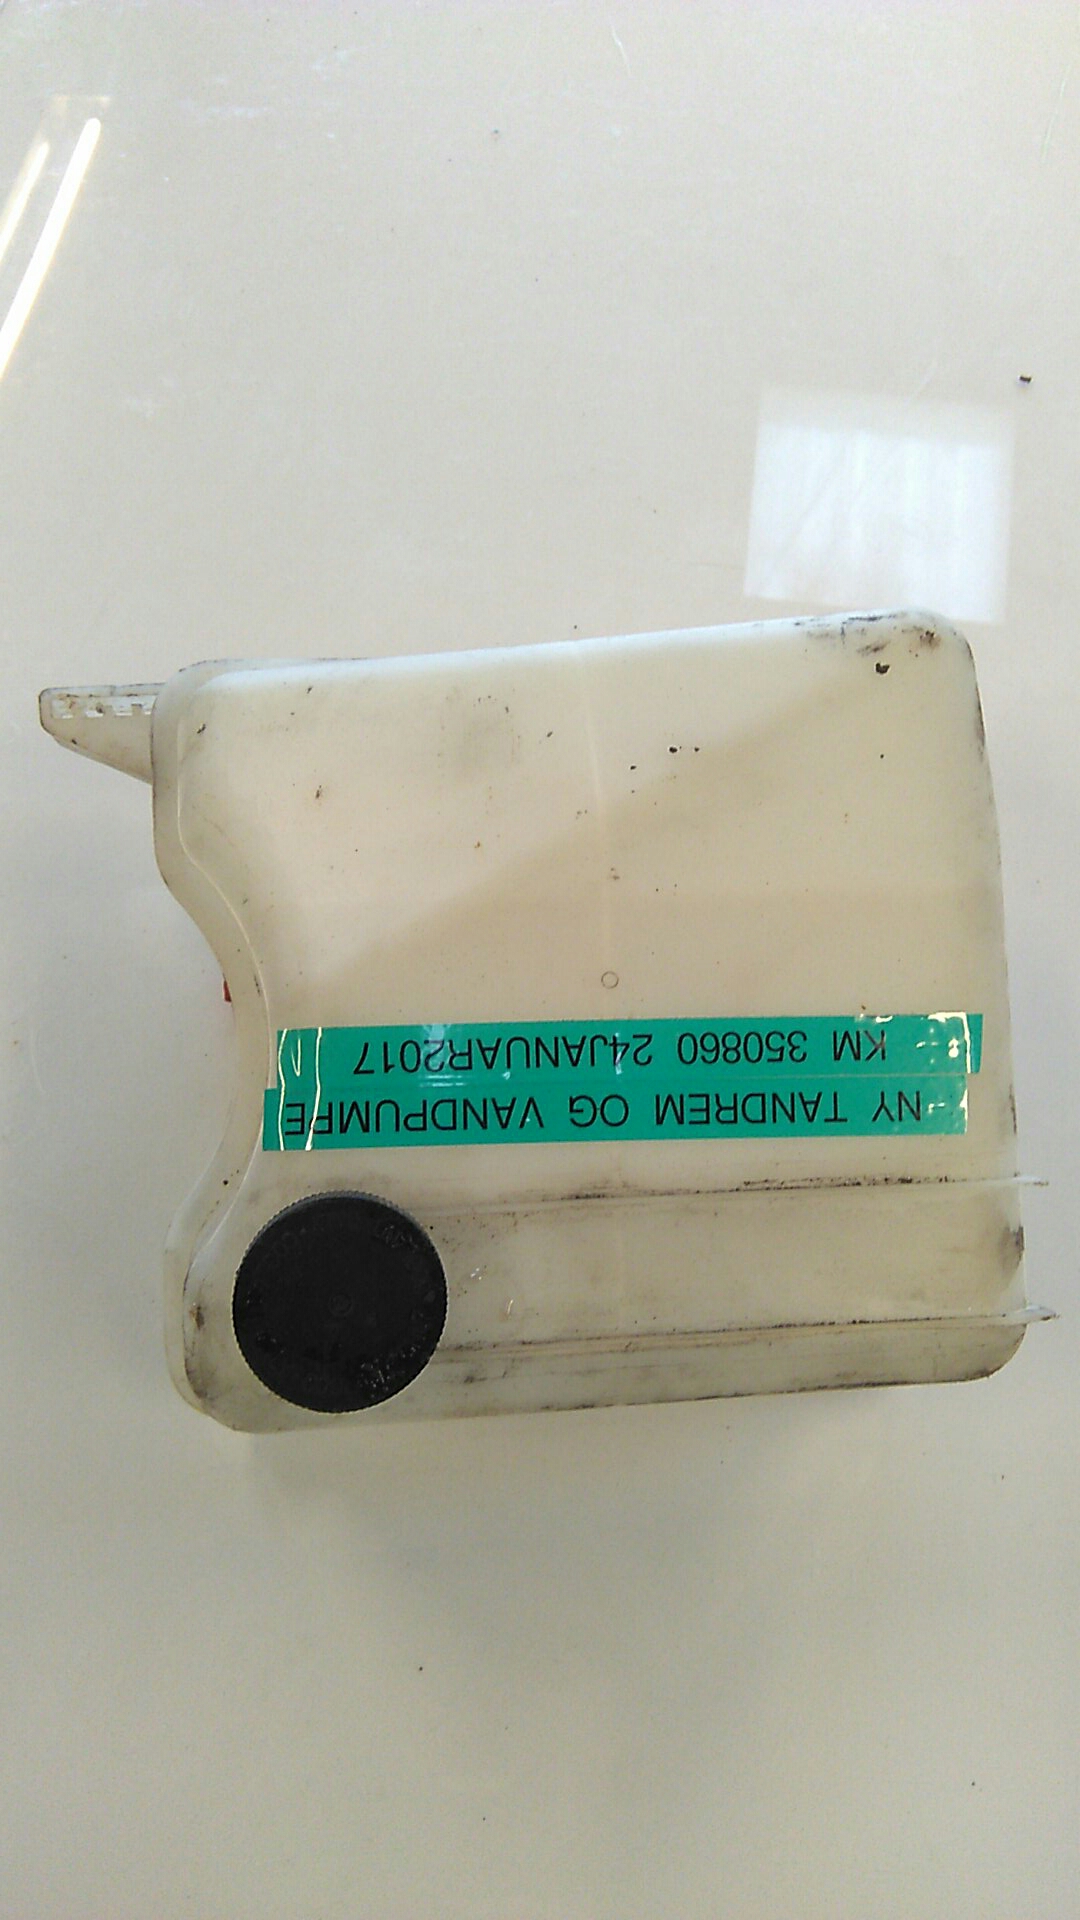 NY TANDREM OG VANDPUMPE
KM 350860 24JANUAR2017